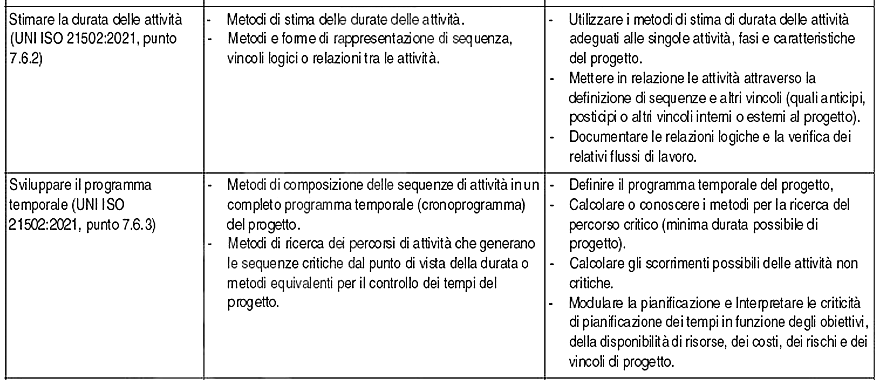 Stimare la durata delle attività
(UNI ISO 21502:2021, punto
7.6.2)
- Metodi di stima delle durate delle attività.
- Metodi e forme di rappresentazione di sequenza,
vincoli logici o relazioni tra le attività.
- Utilizzare i metodi di stima di durata delle attività
adeguati alle singole attività, fasi e caratteristiche
del progetto.
- Mettere in relazione le attività attraverso la
definizione di sequenze e altri vincoli (quali anticipi,
posticipi o altri vincoli interni o esterni al progetto).
- Documentare le relazioni logiche e la verifica dei
relativi flussi di lavoro.
Sviluppare il programma
temporale (UNI ISO
21502:2021, punto 7.6.3)
- Metodi di composizione delle sequenze di attività in un
completo programma temporale (cronoprogramma)
del progetto.
- Metodi di ricerca dei percorsi di attività che generano
le sequenze critiche dal punto di vista della durata o
metodi equivalenti per il controllo dei tempi del
progetto.
- Definire il programma temporale del progetto,
- Calcolare o conoscere i metodi per la ricerca del
percorso critico (minima durata possibile di
progetto).
- Calcolare gli scorrimenti possibili delle attività non
critiche.
- Modulare la pianificazione e Interpretare le criticità
di pianificazione dei tempi in funzione degli obiettivi,
della disponibilità di risorse, dei costi, dei rischi e dei
vincoli di progetto.